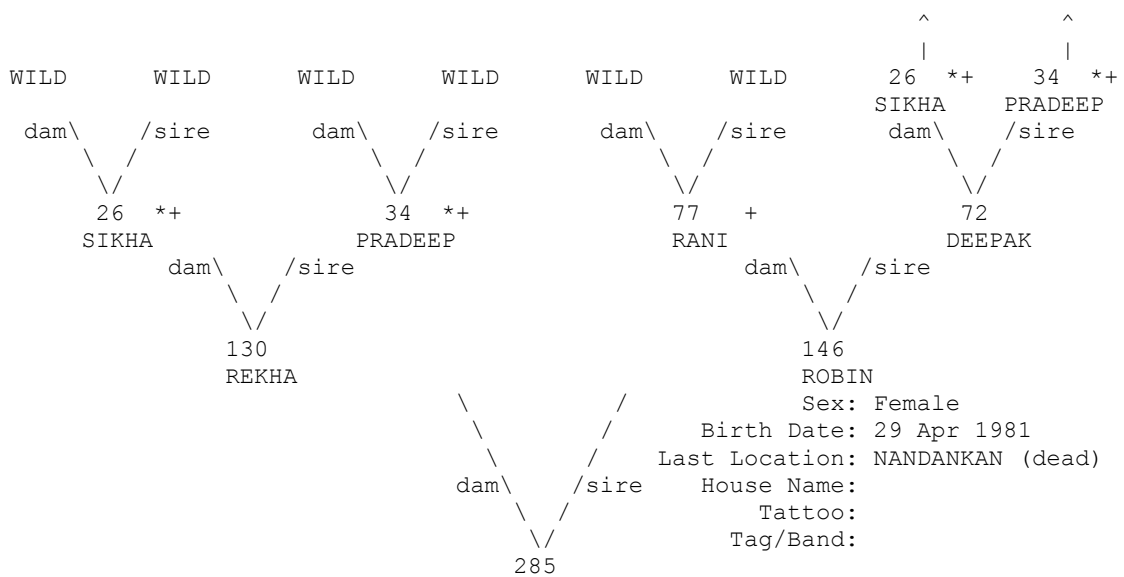 ^ ^
| |
WILD WILD WILD WILD WILD WILD 26 *+ 34 *+
SIKHA PRADEEP
dam\ /sire dam\ /sire dam\ /sire dam\ /sire
\ / \ / \ / \ /
\/ \/ \/ \/
26 *+ 34 *+ 77 + 72
SIKHA PRADEEP RANI DEEPAK
dam\ /sire dam\ /sire
\ / \ /
\/ \/
130 146
REKHA ROBIN
\ / Sex: Female
\ / Birth Date: 29 Apr 1981
\ / Last Location: NANDANKAN (dead)
dam\ /sire House Name:
\ / Tattoo:
\/ Tag/Band:
285